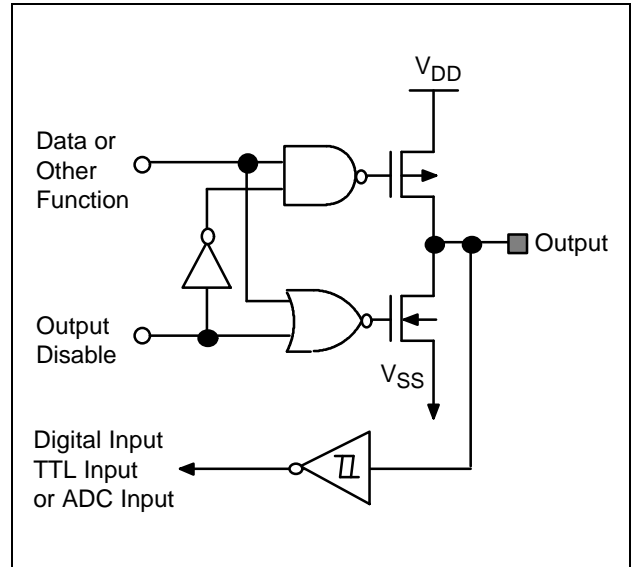 VDD
Data or
Other
Function
Output
Output
Disable
VSS
Digital Input
TTL Input
or ADC Input